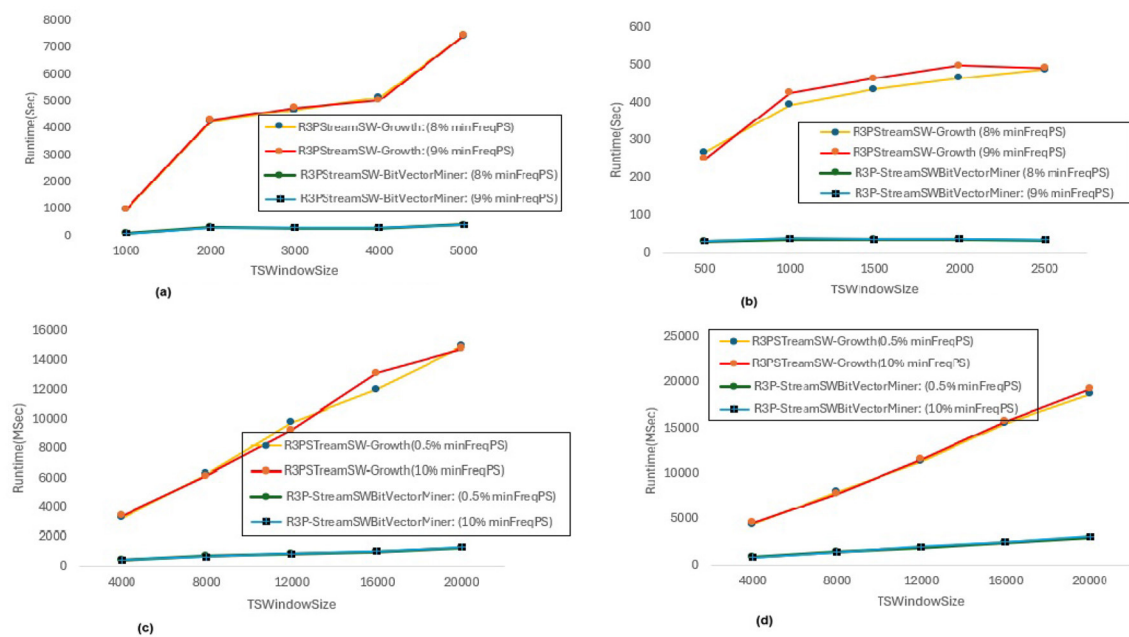 8000
7000
6000
5000
4000
3000
2000
1000
0
Runtime(Sec)
R3PStreamSW-Growth: (8% minFreqPS)
R3PStreamSW-Growth: (9% minFreqPS)
R3PStreamSW-BitVectorMiner: (8% minFreqPS)
R3PStreamSW-BitVectorMiner: (9% minFreqPS)
1000 2000 3000 4000 5000
TSWindowSize
(a)
600
500
400
300
200
100
0
Runtime(Sec)
R3PStreamSW-Growth (8% minFreqPS)
R3PStreamSW-Growth (9% minFreqPS)
R3P-StreamSWBitVectorMiner (8% minFreqPS)
R3P-StreamSWBitVectorMiner: (9% minFreqPS)
500 1000 1500 2000 2500
TSWindowSize
(b)
16000
14000
12000
10000
8000
6000
4000
2000
0
Runtime(MSec)
R3PSTreamSW-Growth(0.5% minFreqPS)
R3PSTreamSW-Growth(10% minFreqPS)
R3P-StreamSWBitVectorMiner: (0.5% minFreqPS)
R3P-StreamSWBitVectorMiner: (10% minFreqPS)
4000 8000 12000 16000 20000
TSWindowSize
(c)
25000
20000
15000
10000
5000
0
Runtime(MSec)
R3PSTreamSW-Growth(0.5% minFreqPS)
R3PSTreamSW-Growth(10% minFreqPS)
R3P-StreamSWBitVectorMiner: (0.5% minFreqPS)
R3P-StreamSWBitVectorMiner: (10% minFreqPS)
4000 8000 12000 16000 20000
TSWindowSize
(d)